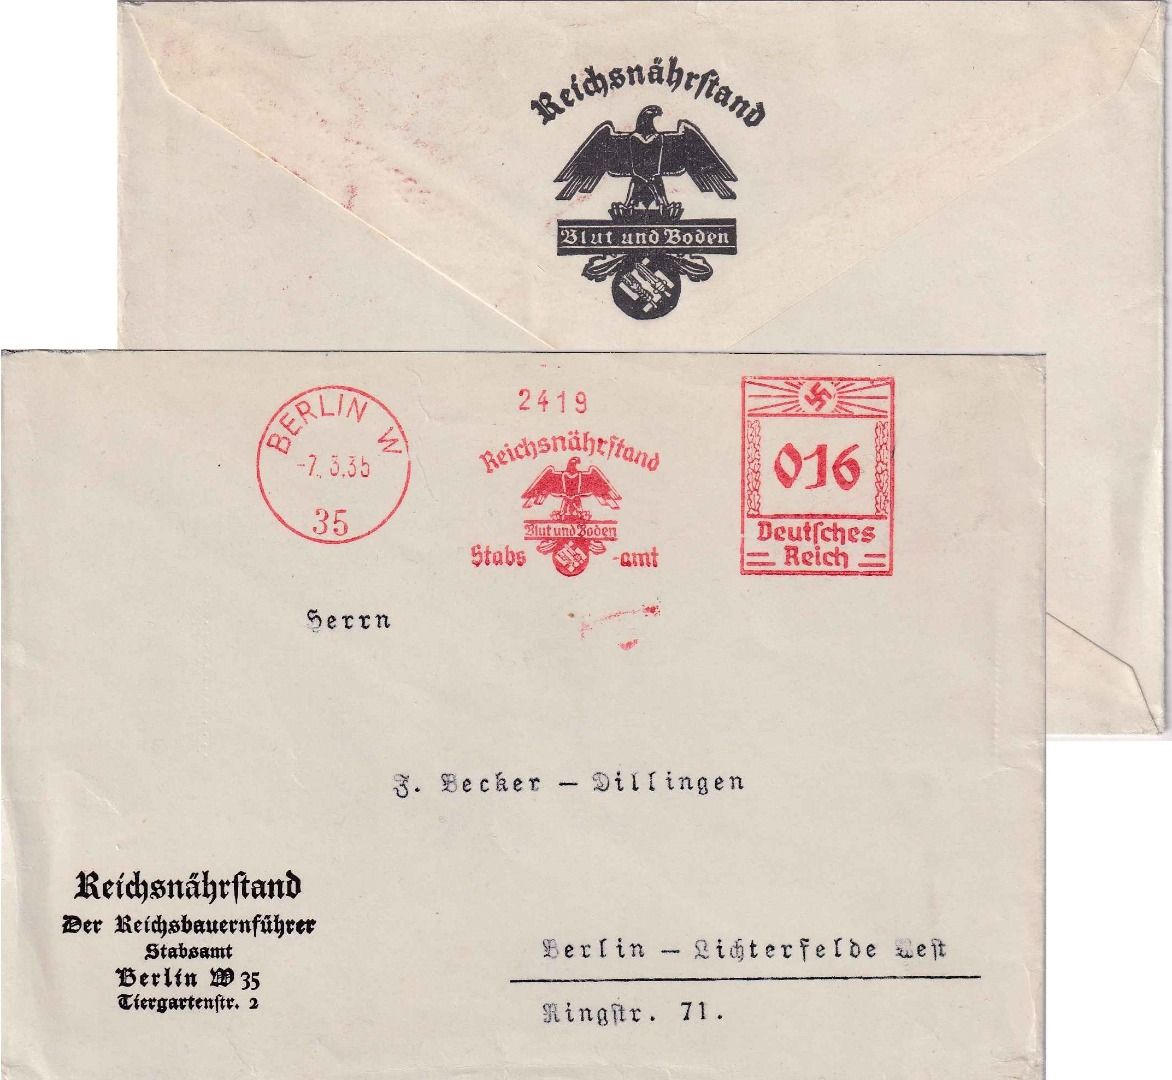 Reichsnährstand
Blut und Boden
BERLIN W
-7. 3.35
35
2419
Reichsnährstand
Blut und Boden
Stabs -amt
016
Deutsches
Reich
Herrn
F. Becker – Dillingen
Reichsnährstand
Der Reichsbauernführer
Stabsamt
Berlin W 35
Tiergartenstr. 2
Berlin – Lichterfelde West
Ringstr. 71.